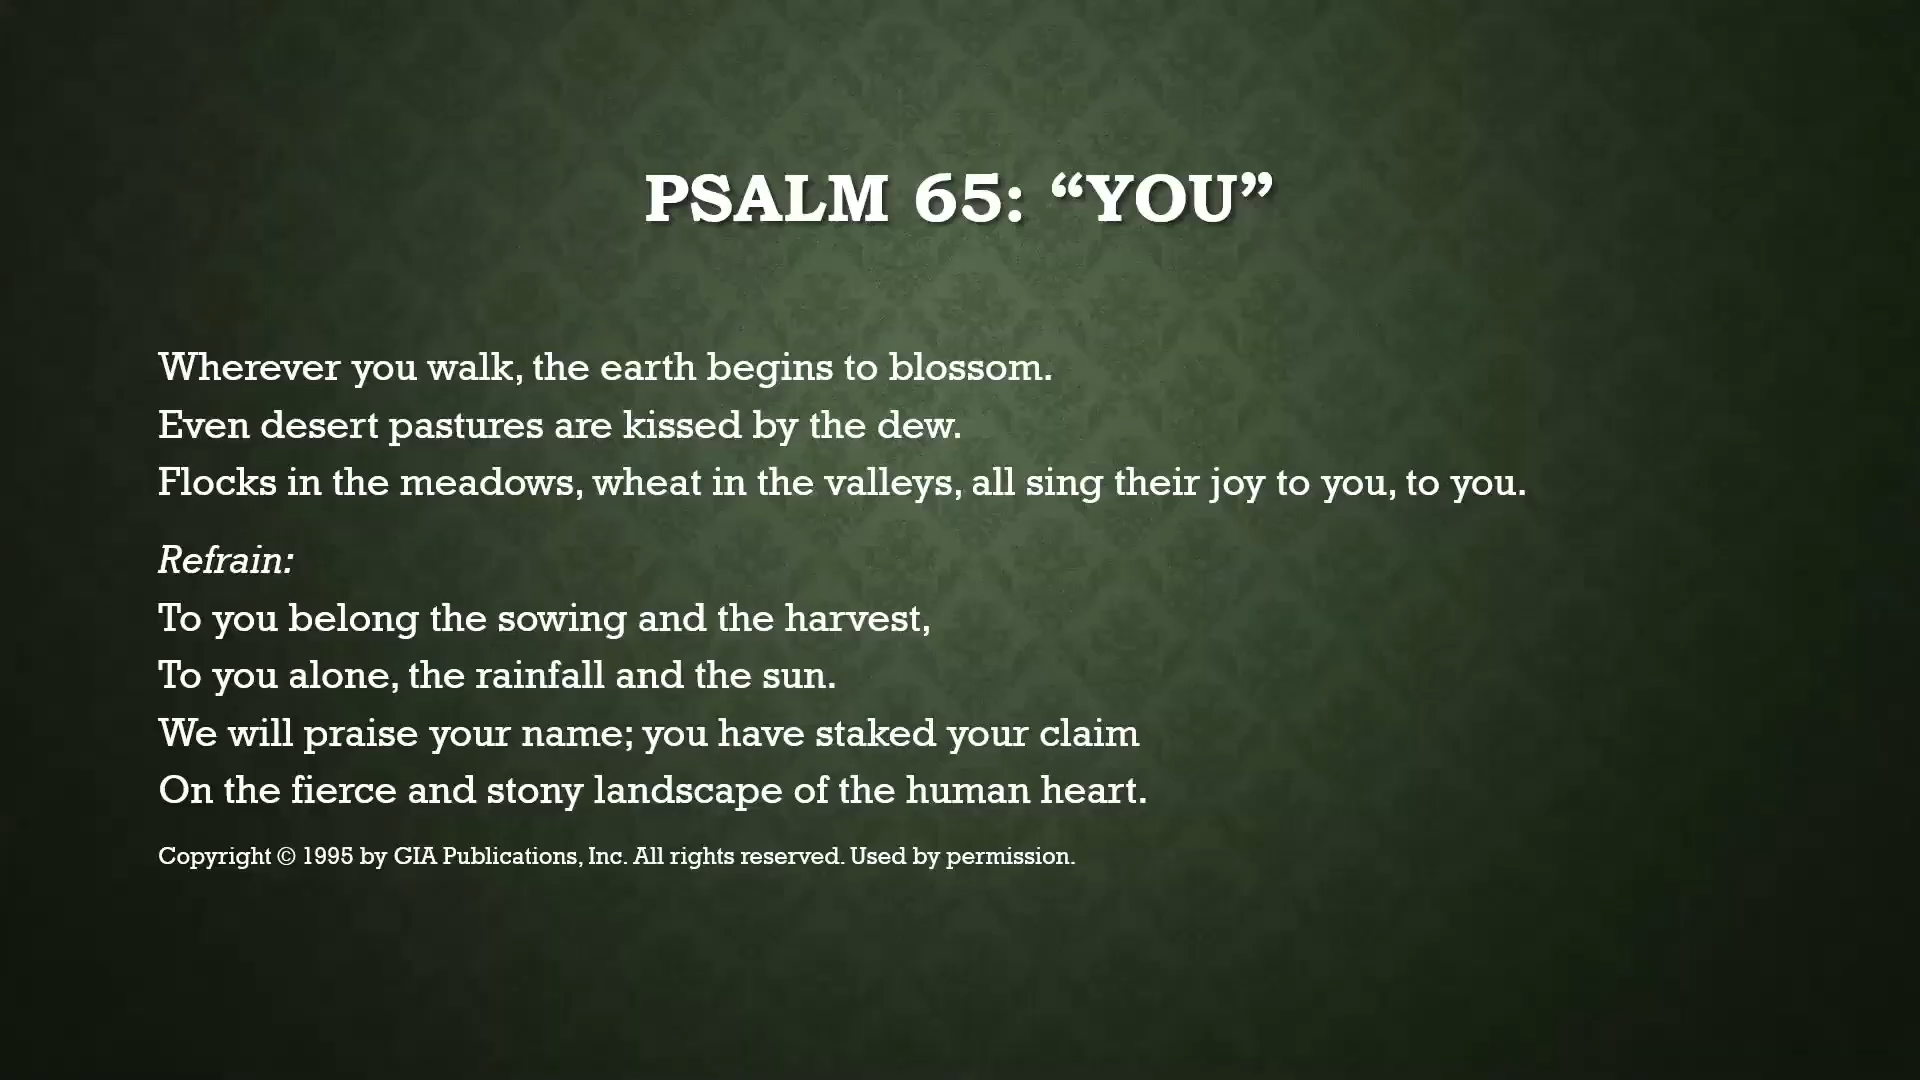 PSALM 65: “YOU”
Wherever you walk, the earth begins to blossom.
Even desert pastures are kissed by the dew.
Flocks in the meadows, wheat in the valleys, all sing their joy to you, to you.
Refrain:
To you belong the sowing and the harvest,
To you alone, the rainfall and the sun.
We will praise your name; you have staked your claim
On the fierce and stony landscape of the human heart.
Copyright © 1995 by GIA Publications, Inc. All rights reserved. Used by permission.